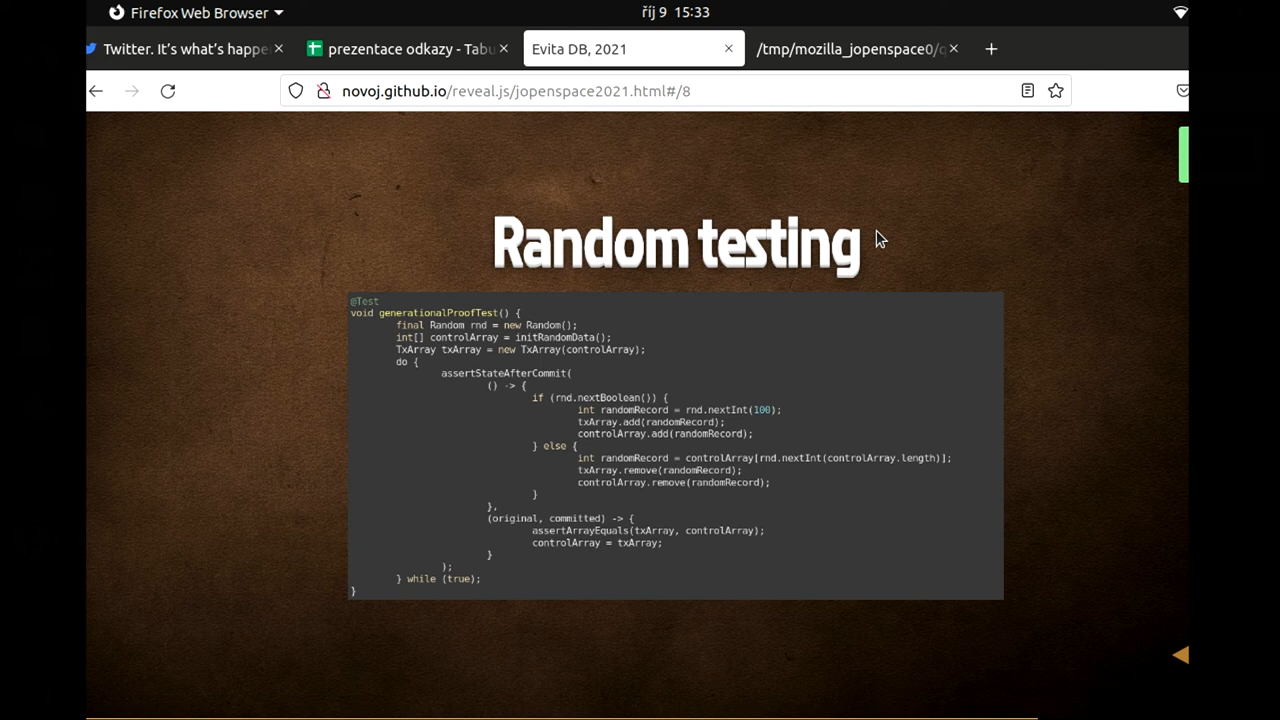 Firefox Web Browser
říj 9 15:33
Twitter. It's what's happe
prezentace odkazy - Tabu
Evita DB, 2021
/tmp/mozilla_jopenspace0/q
novoj.github.io/reveal.js/jopenspace2021.html#/8
Random testing
@Test
void generationalProofTest() {
final Random rnd = new Random();
int[] controlArray = initRandomData();
TxArray txArray = new TxArray(controlArray);
do {
assertStateAfterCommit(
() -> {
if (rnd.nextBoolean()) {
int randomRecord = rnd.nextInt(100);
txArray.add(randomRecord);
controlArray.add(randomRecord);
} else {
int randomRecord = controlArray[rnd.nextInt(controlArray.length)];
txArray.remove(randomRecord);
controlArray.remove(randomRecord);
}
},
(original, committed) -> {
assertArrayEquals(txArray, controlArray);
controlArray = txArray;
}
);
} while (true);
}